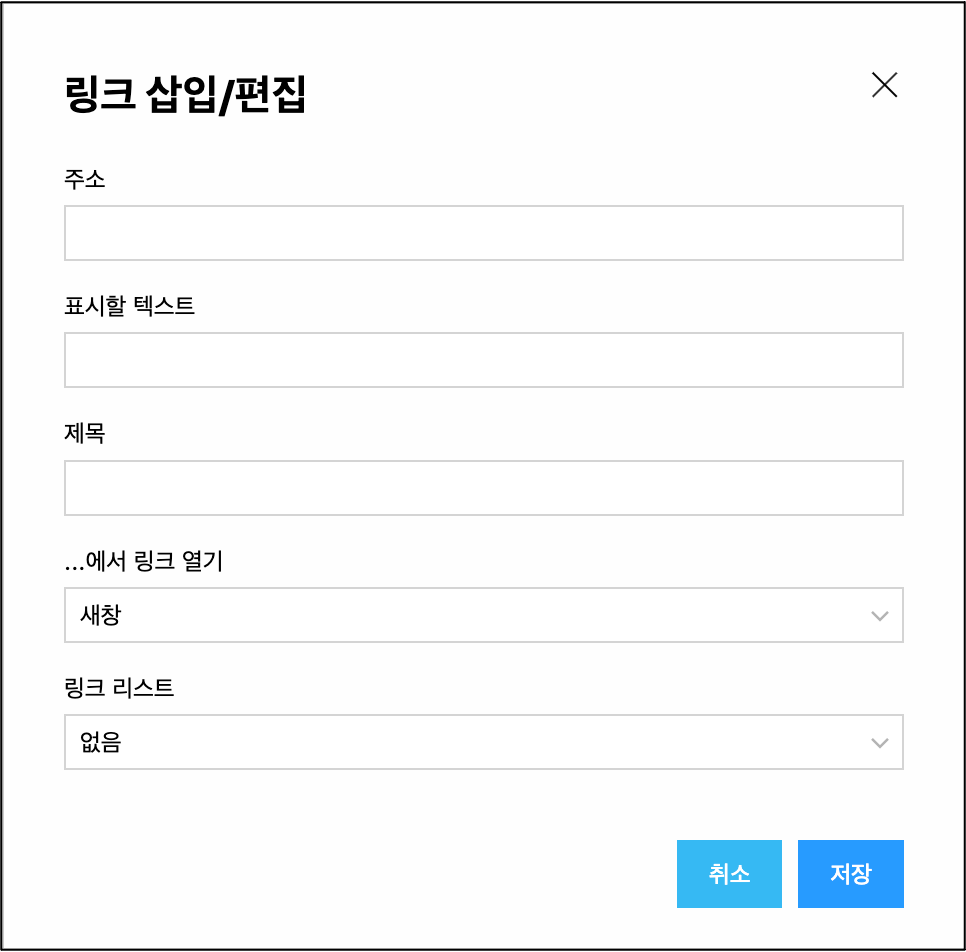 링크 삽입/편집
주소
표시할 텍스트
제목
...에서 링크 열기
새창
링크 리스트
없음
취소
저장